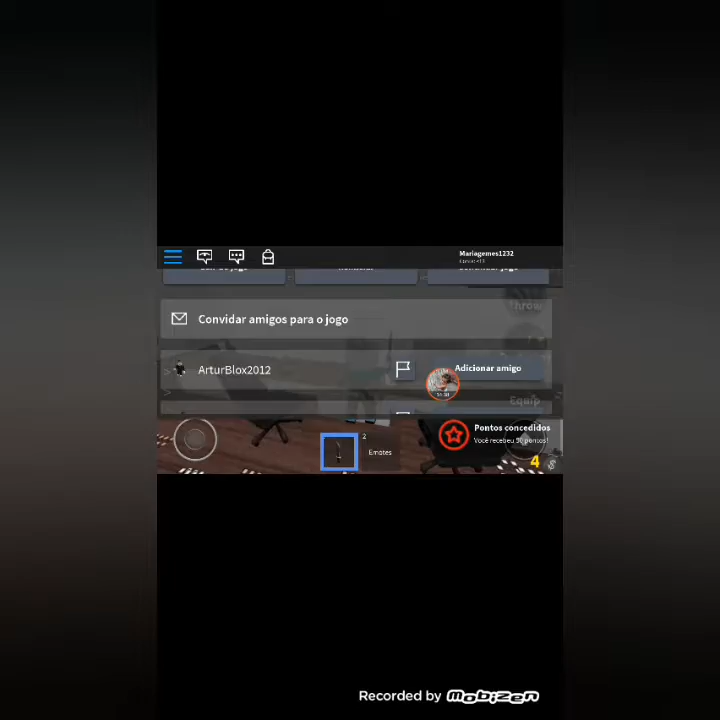 Mariagemes1232
Throw
Convidar amigos para o jogo
ArturBlox2012
Adicionar amigo
Equip
Pontos concedidos
Você recebeu 50 pontos!
2
Emotes
4
$
Recorded by mobizen